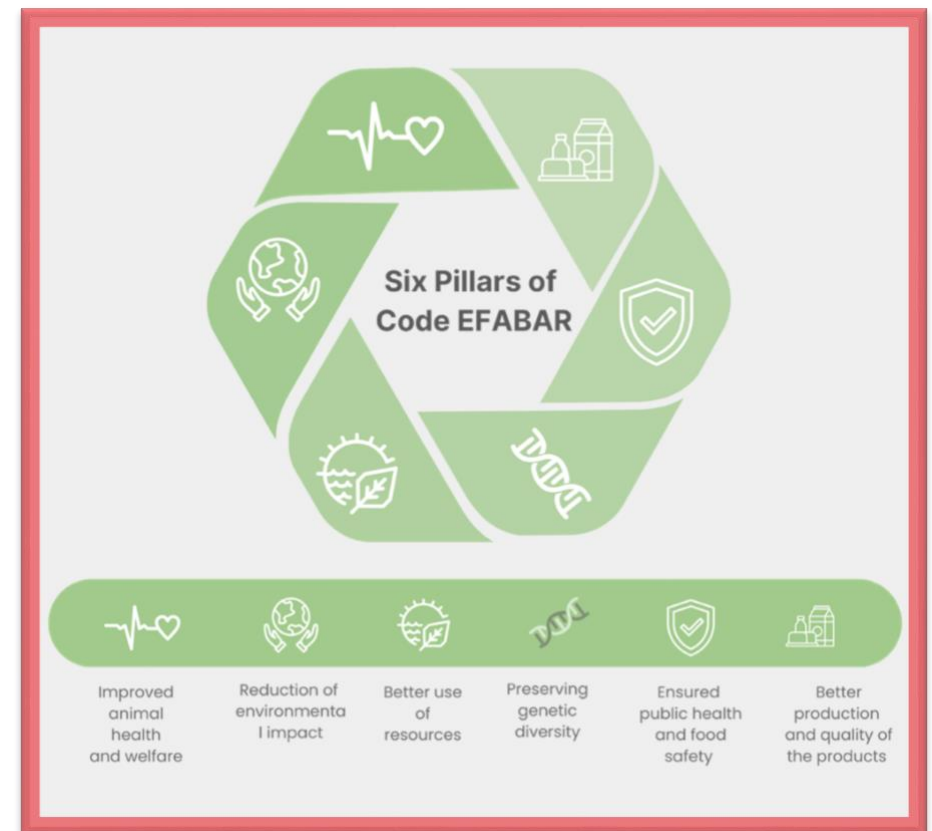 Six Pillars of
Code EFABAR
Improved
animal
health
and welfare
Reduction of
environmenta
l impact
Better use
of
resources
Preserving
genetic
diversity
Ensured
public health
and food
safety
Better
production
and quality of
the products